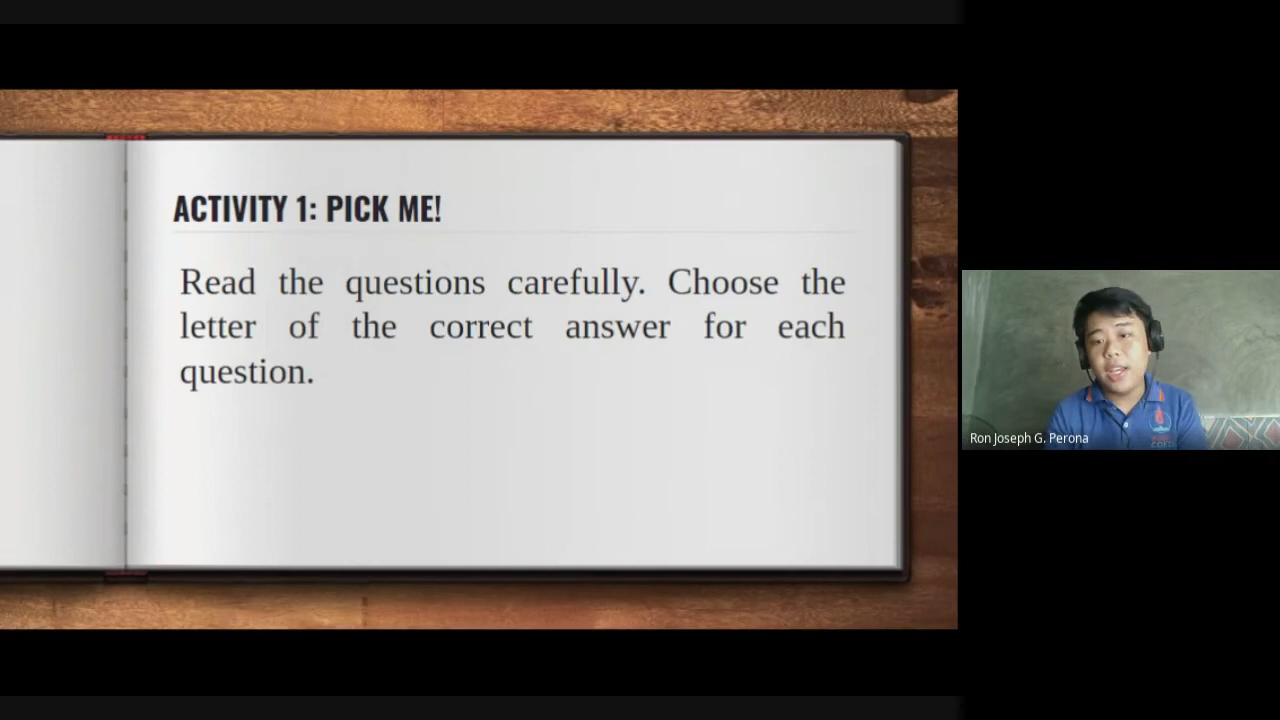 ACTIVITY 1: PICK ME!
Read the questions carefully. Choose the
letter of the correct answer for each
question.
Ron Joseph G. Perona